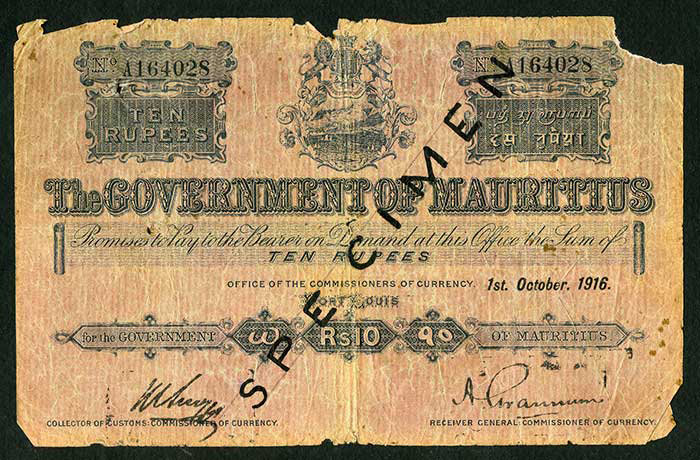 No. A164028
No. A164028
TEN
RUPEES
பத்து ரூபாய்
दस रुपैया
The GOVERNMENT OF MAURITIUS
Promises to Pay to the Bearer on Demand at this Office the Sum of
TEN RUPEES
OFFICE OF THE COMMISSIONERS OF CURRENCY. 1st. October. 1916.
PORT LOUIS
for the GOVERNMENT ௰ Rs10 १० OF MAURITIUS
SPECIMEN
COLLECTOR OF CUSTOMS: COMMISSIONER OF CURRENCY.
RECEIVER GENERAL: COMMISSIONER OF CURRENCY.